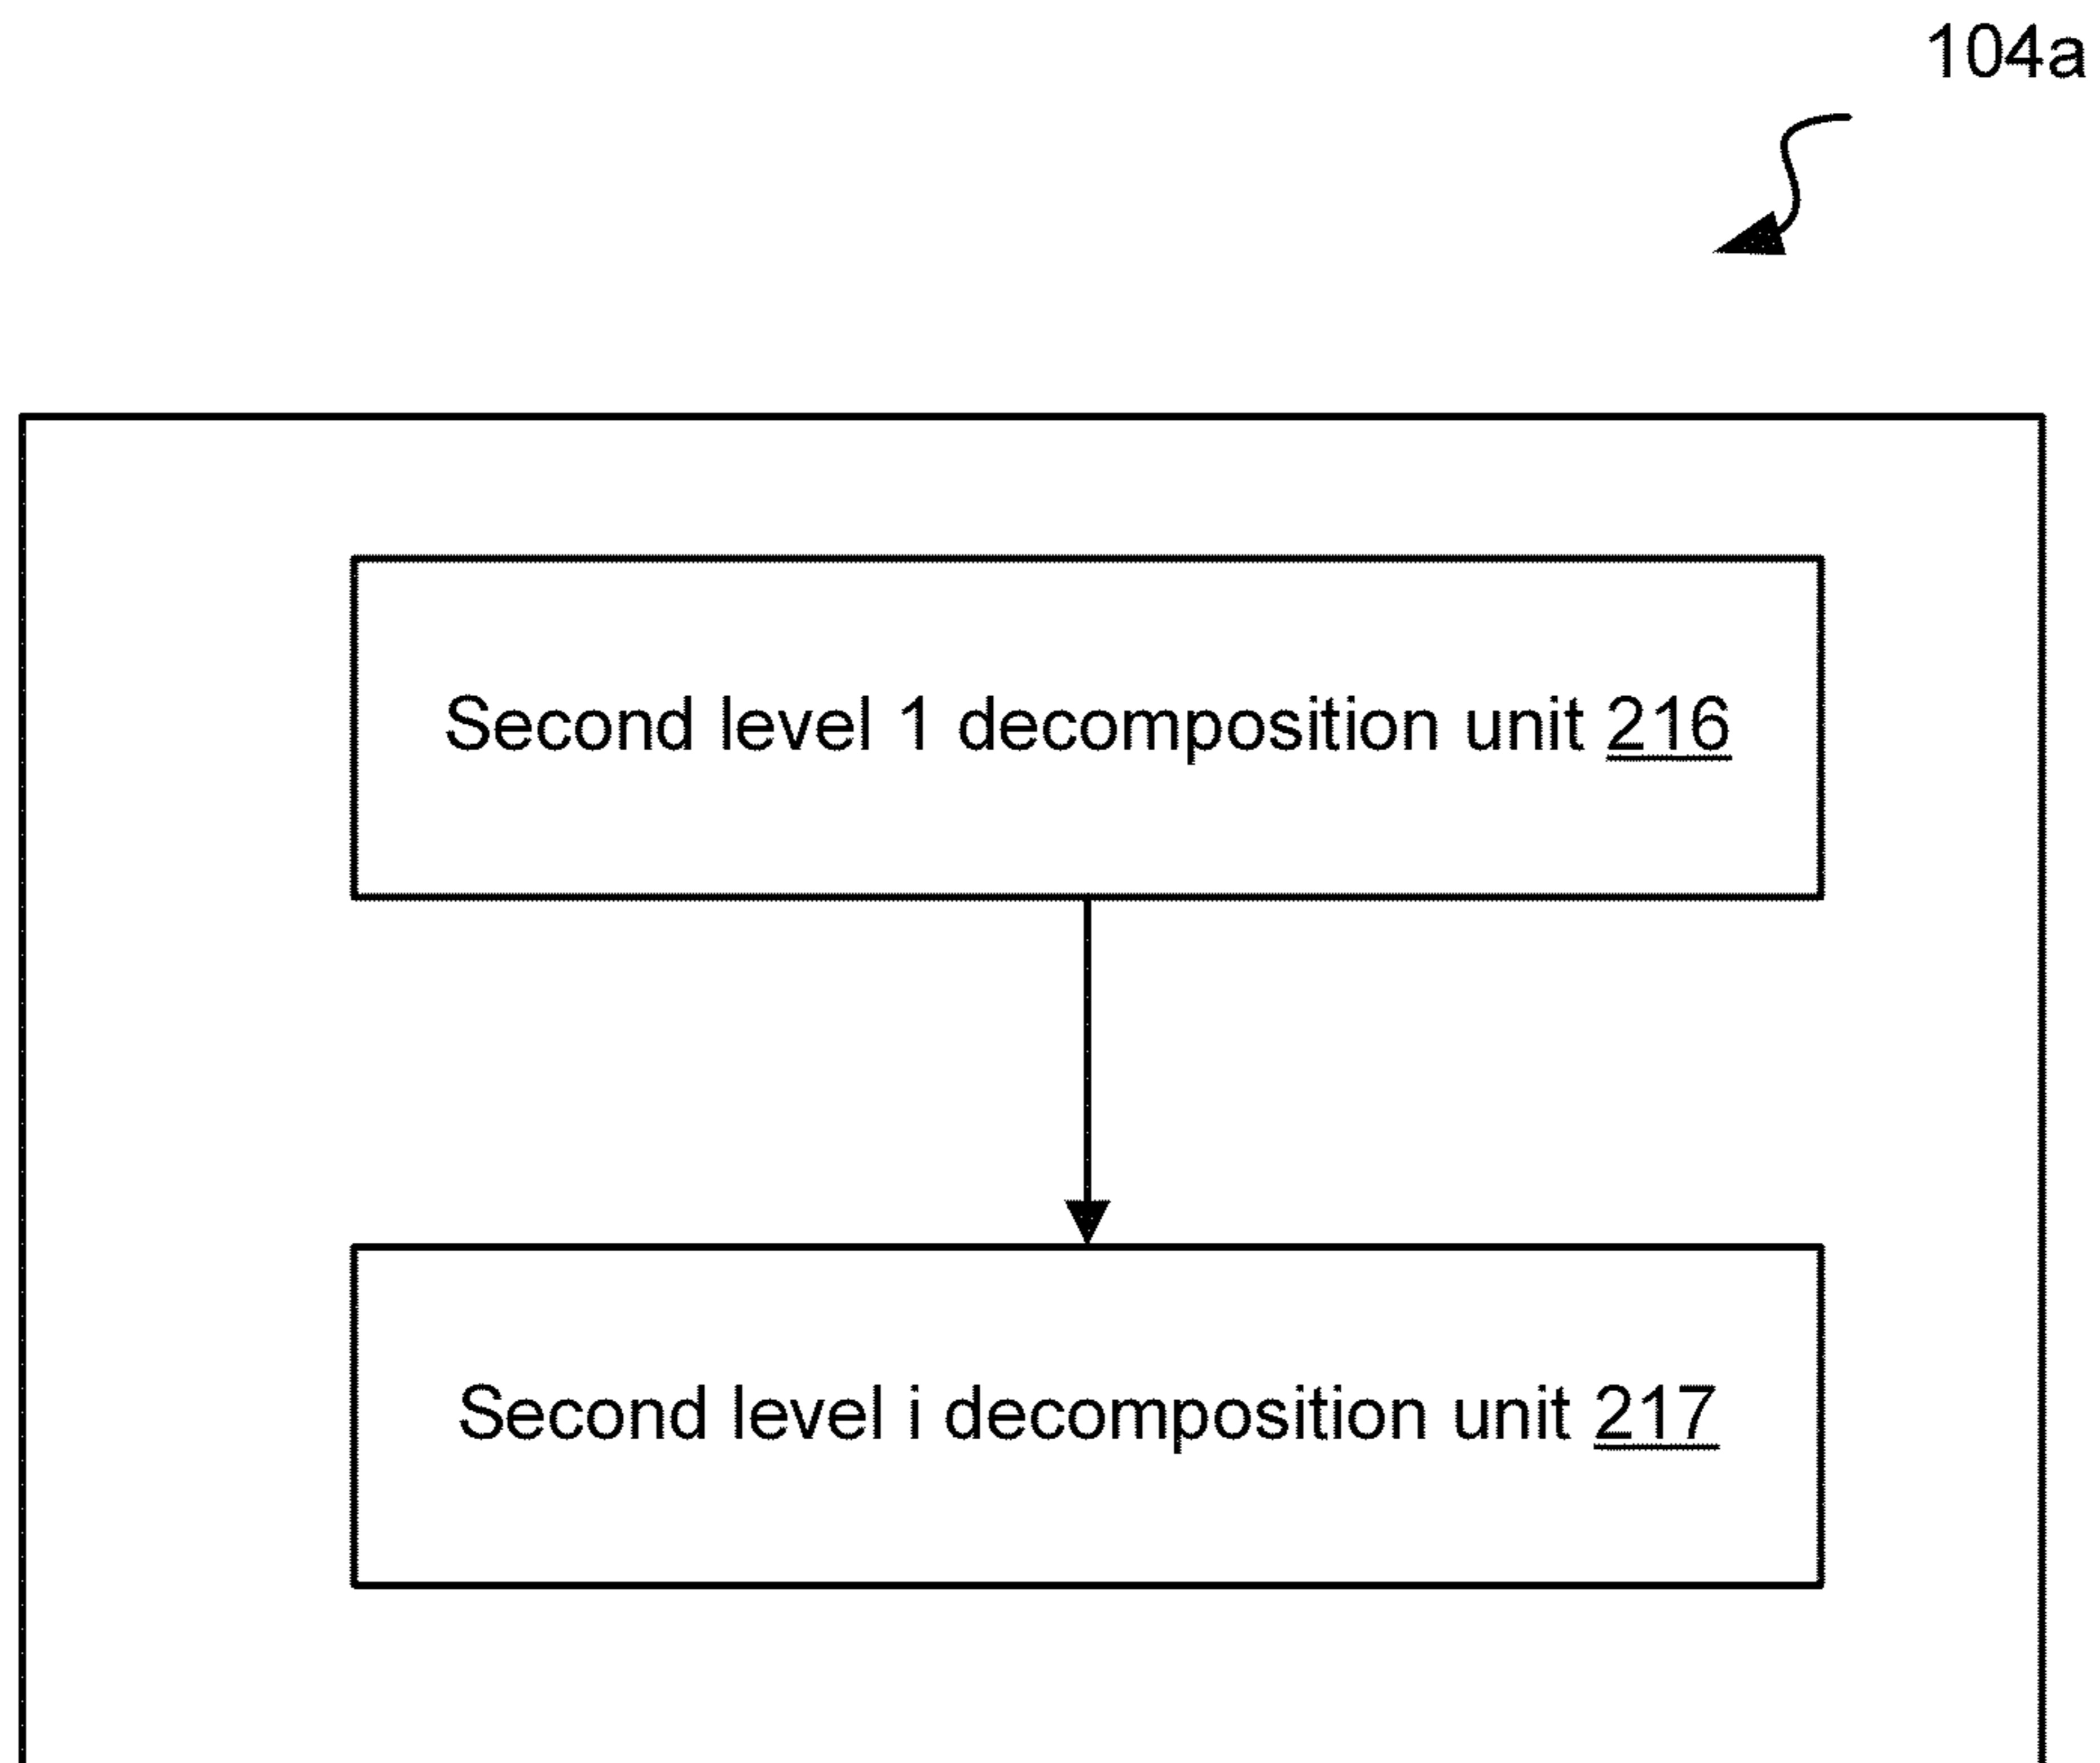 104a
Second level 1 decomposition unit 216
Second level i decomposition unit 217